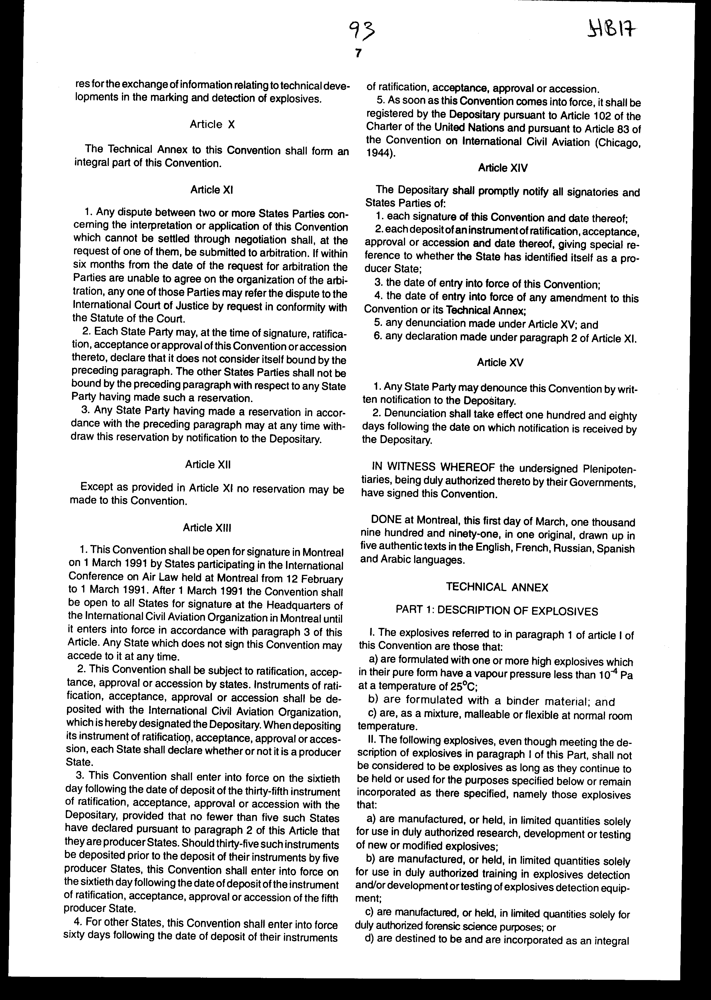 93
HB17
7
res for the exchange of information relating to technical deve-
lopments in the marking and detection of explosives.
Article X
The Technical Annex to this Convention shall form an
integral part of this Convention.
Article XI
1. Any dispute between two or more States Parties con-
cerning the interpretation or application of this Convention
which cannot be settled through negotiation shall, at the
request of one of them, be submitted to arbitration. If within
six months from the date of the request for arbitration the
Parties are unable to agree on the organization of the arbi-
tration, any one of those Parties may refer the dispute to the
International Court of Justice by request in conformity with
the Statute of the Court.
2. Each State Party may, at the time of signature, ratifica-
tion, acceptance or approval of this Convention or accession
thereto, declare that it does not consider itself bound by the
preceding paragraph. The other States Parties shall not be
bound by the preceding paragraph with respect to any State
Party having made such a reservation.
3. Any State Party having made a reservation in accor-
dance with the preceding paragraph may at any time with-
draw this reservation by notification to the Depositary.
Article XII
Except as provided in Article XI no reservation may be
made to this Convention.
Article XIII
1. This Convention shall be open for signature in Montreal
on 1 March 1991 by States participating in the International
Conference on Air Law held at Montreal from 12 February
to 1 March 1991. After 1 March 1991 the Convention shall
be open to all States for signature at the Headquarters of
the International Civil Aviation Organization in Montreal until
it enters into force in accordance with paragraph 3 of this
Article. Any State which does not sign this Convention may
accede to it at any time.
2. This Convention shall be subject to ratification, accep-
tance, approval or accession by states. Instruments of rati-
fication, acceptance, approval or accession shall be de-
posited with the International Civil Aviation Organization,
which is hereby designated the Depositary. When depositing
its instrument of ratification, acceptance, approval or acces-
sion, each State shall declare whether or not it is a producer
State.
3. This Convention shall enter into force on the sixtieth
day following the date of deposit of the thirty-fifth instrument
of ratification, acceptance, approval or accession with the
Depositary, provided that no fewer than five such States
have declared pursuant to paragraph 2 of this Article that
they are producer States. Should thirty-five such instruments
be deposited prior to the deposit of their instruments by five
producer States, this Convention shall enter into force on
the sixtieth day following the date of deposit of the instrument
of ratification, acceptance, approval or accession of the fifth
producer State.
4. For other States, this Convention shall enter into force
sixty days following the date of deposit of their instruments
of ratification, acceptance, approval or accession.
5. As soon as this Convention comes into force, it shall be
registered by the Depositary pursuant to Article 102 of the
Charter of the United Nations and pursuant to Article 83 of
the Convention on International Civil Aviation (Chicago,
1944).
Article XIV
The Depositary shall promptly notify all signatories and
States Parties of:
1. each signature of this Convention and date thereof;
2. each deposit of an instrument of ratification, acceptance,
approval or accession and date thereof, giving special re-
ference to whether the State has identified itself as a pro-
ducer State;
3. the date of entry into force of this Convention;
4. the date of entry into force of any amendment to this
Convention or its Technical Annex;
5. any denunciation made under Article XV; and
6. any declaration made under paragraph 2 of Article XI.
Article XV
1. Any State Party may denounce this Convention by writ-
ten notification to the Depositary.
2. Denunciation shall take effect one hundred and eighty
days following the date on which notification is received by
the Depositary.
IN WITNESS WHEREOF the undersigned Plenipoten-
tiaries, being duly authorized thereto by their Governments,
have signed this Convention.
DONE at Montreal, this first day of March, one thousand
nine hundred and ninety-one, in one original, drawn up in
five authentic texts in the English, French, Russian, Spanish
and Arabic languages.
TECHNICAL ANNEX
PART 1: DESCRIPTION OF EXPLOSIVES
I. The explosives referred to in paragraph 1 of article I of
this Convention are those that:
a) are formulated with one or more high explosives which
in their pure form have a vapour pressure less than 10⁻⁴ Pa
at a temperature of 25°C;
b) are formulated with a binder material; and
c) are, as a mixture, malleable or flexible at normal room
temperature.
II. The following explosives, even though meeting the de-
scription of explosives in paragraph I of this Part, shall not
be considered to be explosives as long as they continue to
be held or used for the purposes specified below or remain
incorporated as there specified, namely those explosives
that:
a) are manufactured, or held, in limited quantities solely
for use in duly authorized research, development or testing
of new or modified explosives;
b) are manufactured, or held, in limited quantities solely
for use in duly authorized training in explosives detection
and/or development or testing of explosives detection equip-
ment;
c) are manufactured, or held, in limited quantities solely for
duly authorized forensic science purposes; or
d) are destined to be and are incorporated as an integral